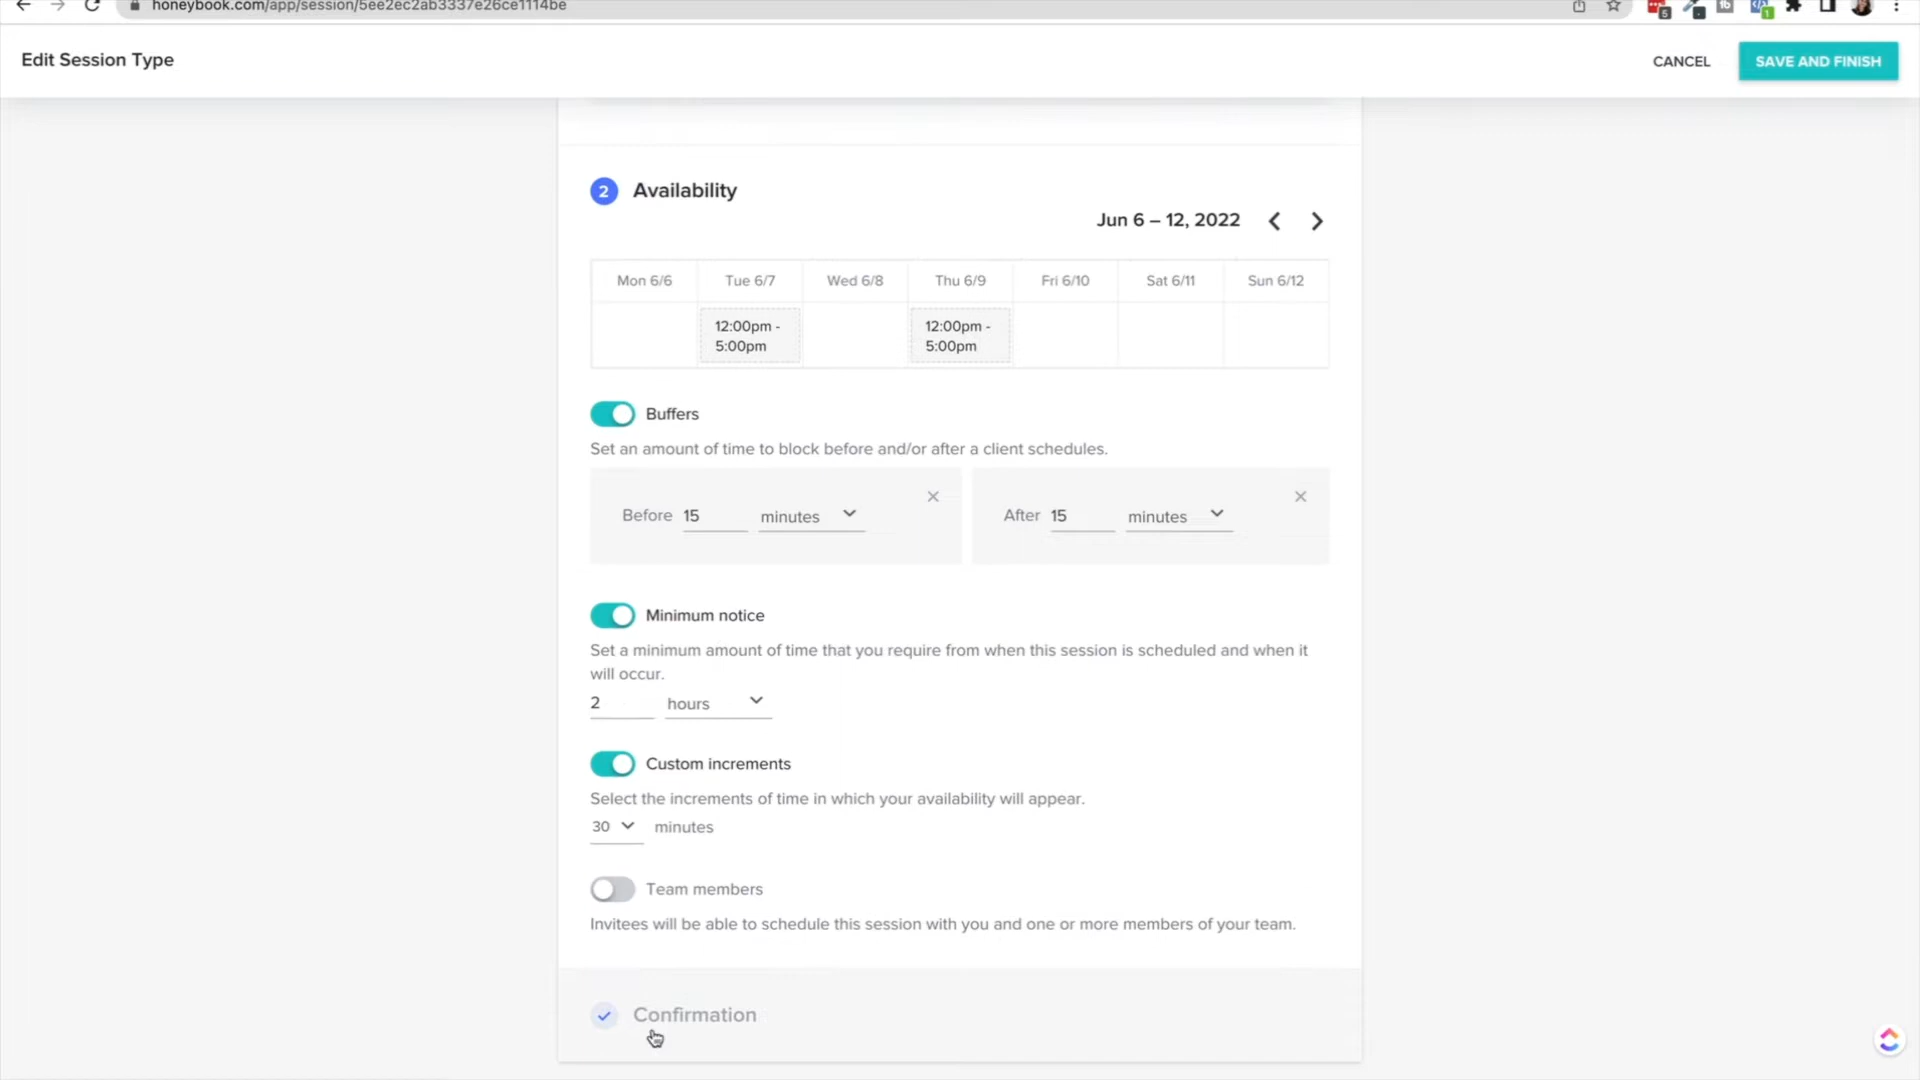 honeybook.com/app/session/5ee2ec2ab3337e26ce1114be
5
1
Edit Session Type
CANCEL
SAVE AND FINISH
2
Availability
Jun 6 – 12, 2022
Mon 6/6
Tue 6/7
Wed 6/8
Thu 6/9
Fri 6/10
Sat 6/11
Sun 6/12
12:00pm -
5:00pm
12:00pm -
5:00pm
Buffers
Set an amount of time to block before and/or after a client schedules.
Before 15 minutes
After 15 minutes
Minimum notice
Set a minimum amount of time that you require from when this session is scheduled and when it
will occur.
2 hours
Custom increments
Select the increments of time in which your availability will appear.
30 minutes
Team members
Invitees will be able to schedule this session with you and one or more members of your team.
Confirmation